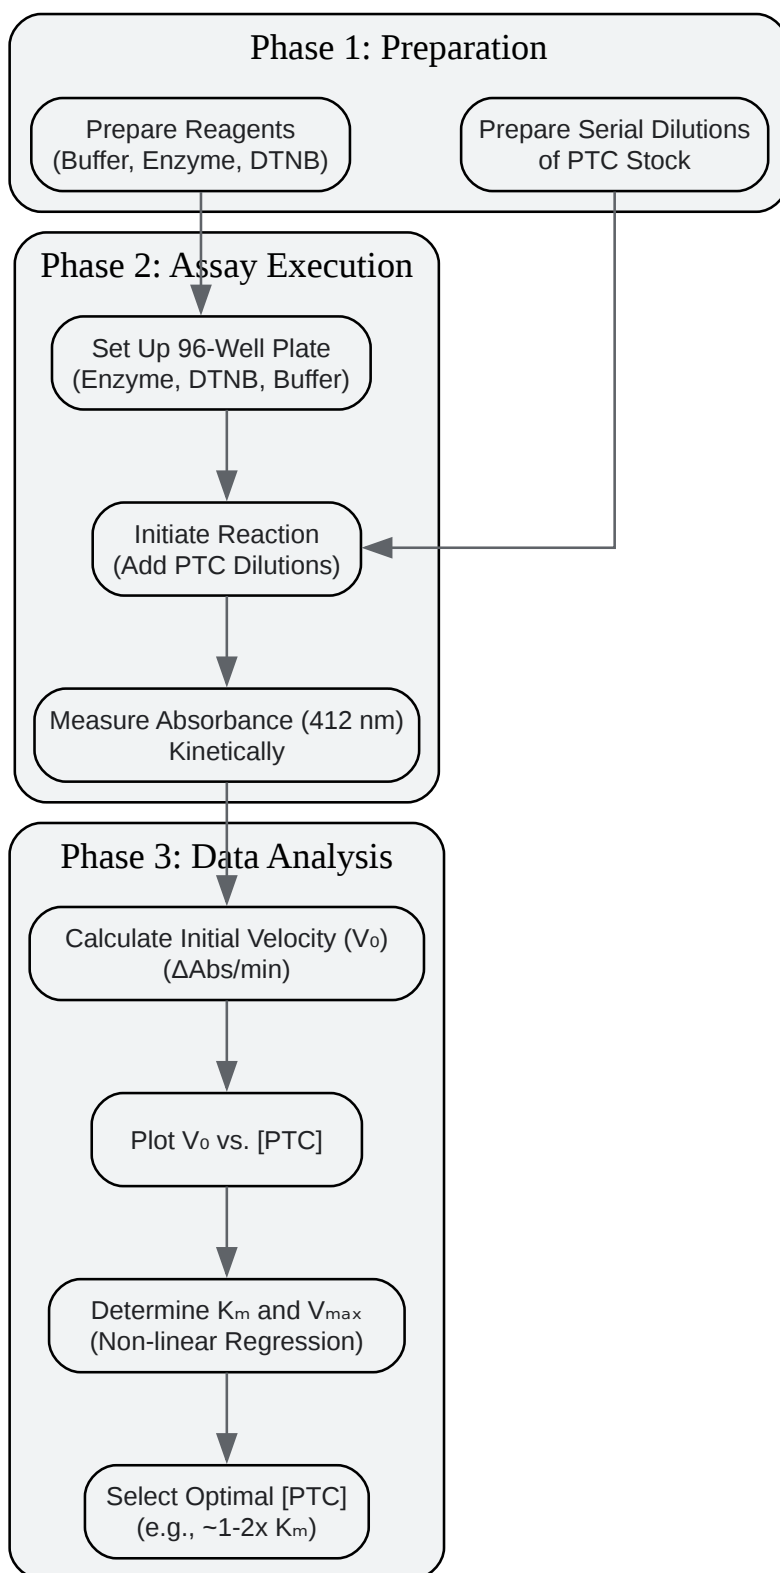 Phase 1: Preparation
Prepare Reagents
(Buffer, Enzyme, DTNB)
Prepare Serial Dilutions
of PTC Stock
Phase 2: Assay Execution
Set Up 96-Well Plate
(Enzyme, DTNB, Buffer)
Initiate Reaction
(Add PTC Dilutions)
Measure Absorbance (412 nm)
Kinetically
Phase 3: Data Analysis
Calculate Initial Velocity (V₀)
(ΔAbs/min)
Plot V₀ vs. [PTC]
Determine Kₘ and Vₘₐₓ
(Non-linear Regression)
Select Optimal [PTC]
(e.g., ~1-2x Kₘ)